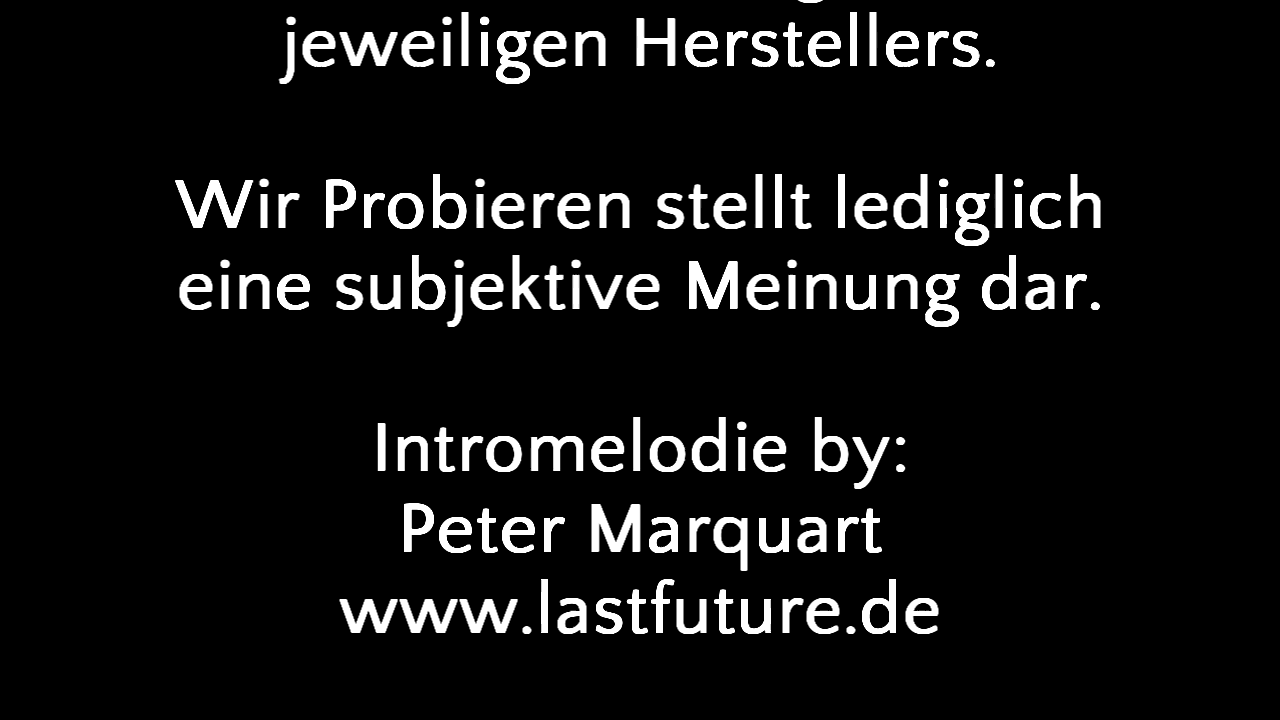 jeweiligen Herstellers.
Wir Probieren stellt lediglich
eine subjektive Meinung dar.
Intromelodie by:
Peter Marquart
www.lastfuture.de